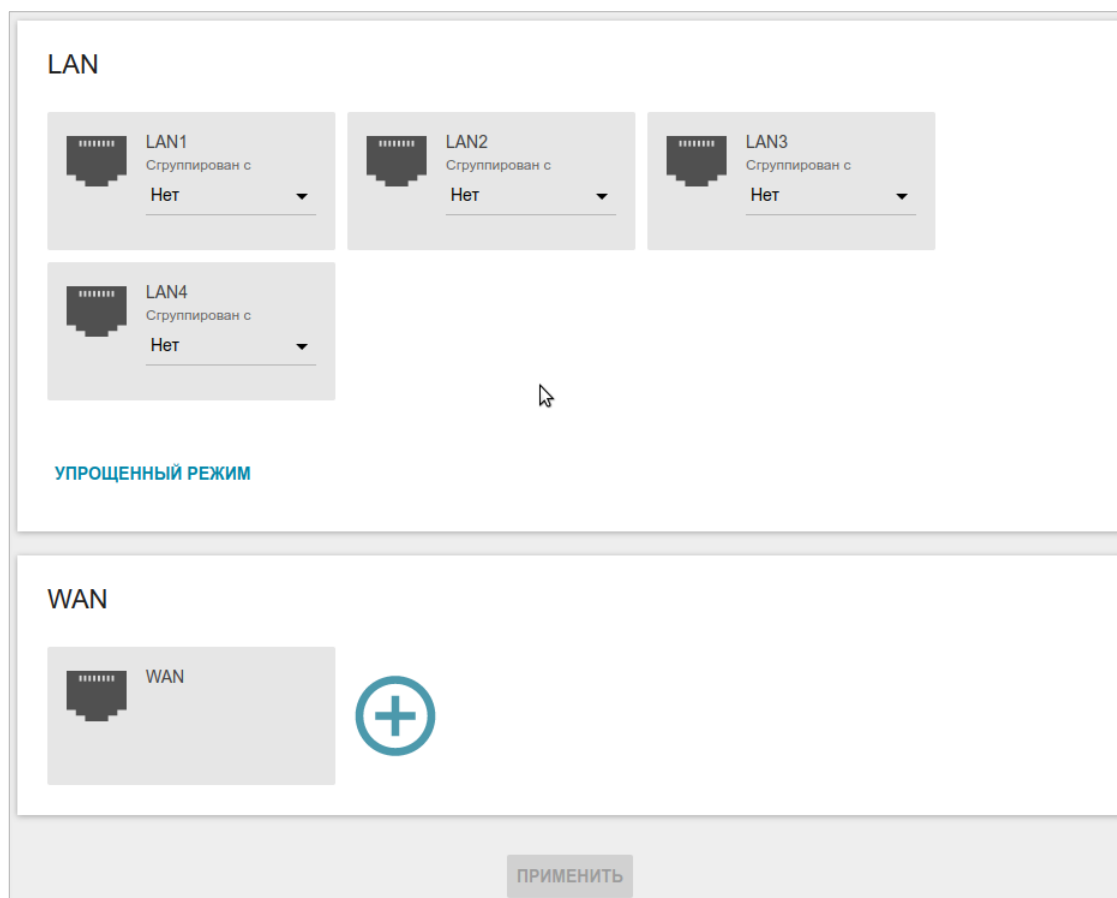 LAN
LAN1
Сгруппирован с
Нет
LAN2
Сгруппирован с
Нет
LAN3
Сгруппирован с
Нет
LAN4
Сгруппирован с
Нет
УПРОЩЕННЫЙ РЕЖИМ
WAN
WAN
ПРИМЕНИТЬ